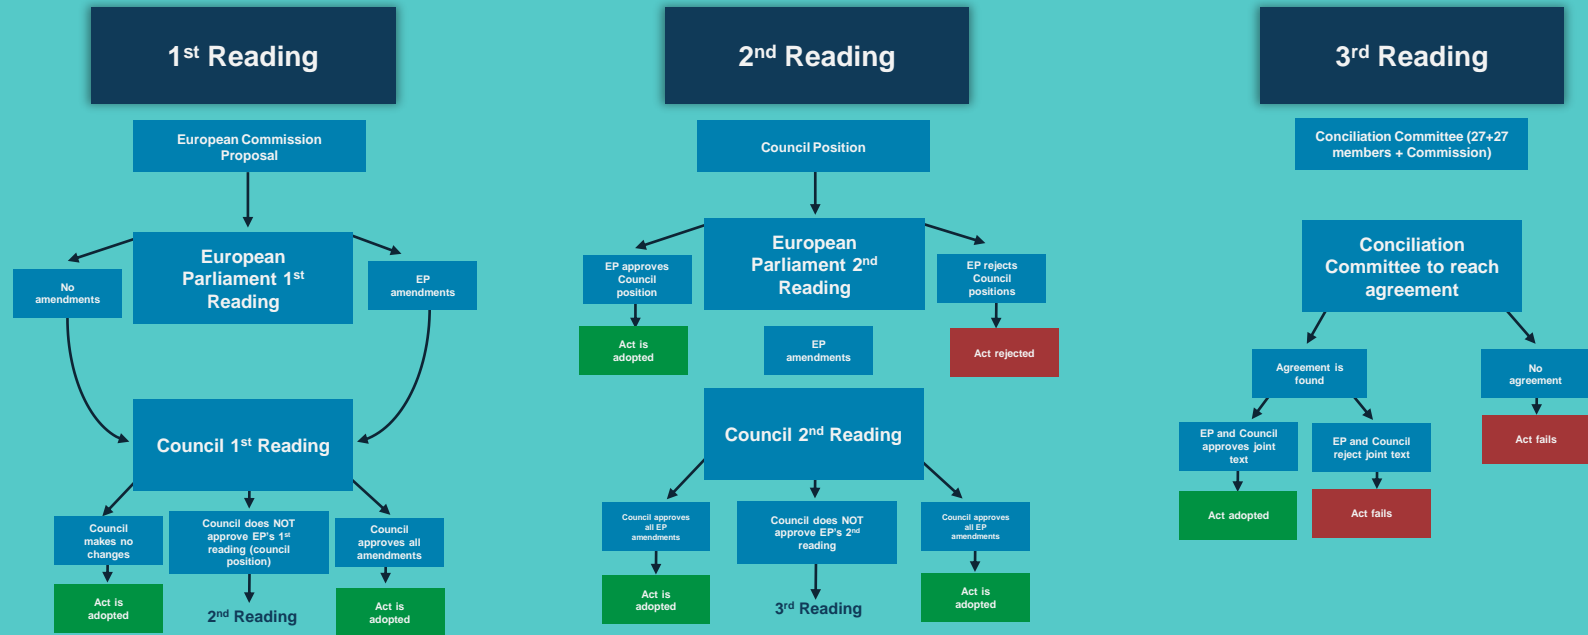 1st Reading
European Commission
Proposal
European
Parliament 1st
Reading
No
amendments
EP
amendments
Council 1st Reading
Council
makes no
changes
Council does NOT
approve EP's 1st
reading (council
position)
Council
approves all
amendments
Act is
adopted
2nd Reading
Act is
adopted
2nd Reading
Council Position
European
Parliament 2nd
Reading
EP approves
Council
position
EP rejects
Council
positions
Act is
adopted
EP
amendments
Act rejected
Council 2nd Reading
Council approves
all EP
amendments
Council does NOT
approve EP's 2nd
reading
Council approves
all EP
amendments
Act is
adopted
3rd Reading
Act is
adopted
3rd Reading
Conciliation Committee (27+27
members + Commission)
Conciliation
Committee to reach
agreement
Agreement is
found
No
agreement
EP and Council
approves joint
text
EP and Council
reject joint text
Act fails
Act adopted
Act fails